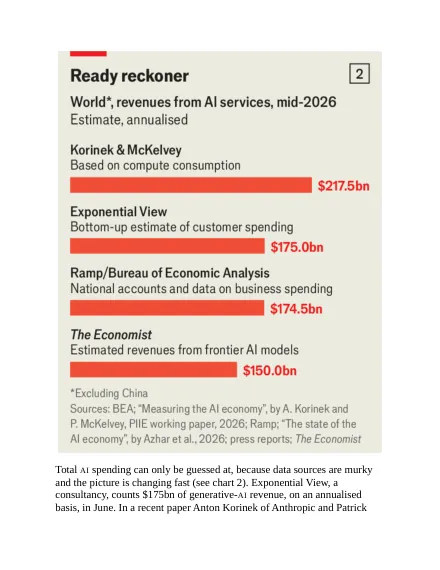 Ready reckoner
2
World*, revenues from AI services, mid-2026
Estimate, annualised
Korinek & McKelvey
Based on compute consumption
$217.5bn
Exponential View
Bottom-up estimate of customer spending
$175.0bn
Ramp/Bureau of Economic Analysis
National accounts and data on business spending
$174.5bn
The Economist
Estimated revenues from frontier AI models
$150.0bn
*Excluding China
Sources: BEA; “Measuring the AI economy”, by A. Korinek and
P. McKelvey, PIIE working paper, 2026; Ramp; “The state of
AI economy”, by Azhar et al., 2026; press reports; The Economist
Total AI spending can only be guessed at, because data sources are murky
and the picture is changing fast (see chart 2). Exponential View, a
consultancy, counts $175bn of generative-AI revenue, on an annualised
basis, in June. In a recent paper Anton Korinek of Anthropic and Patrick